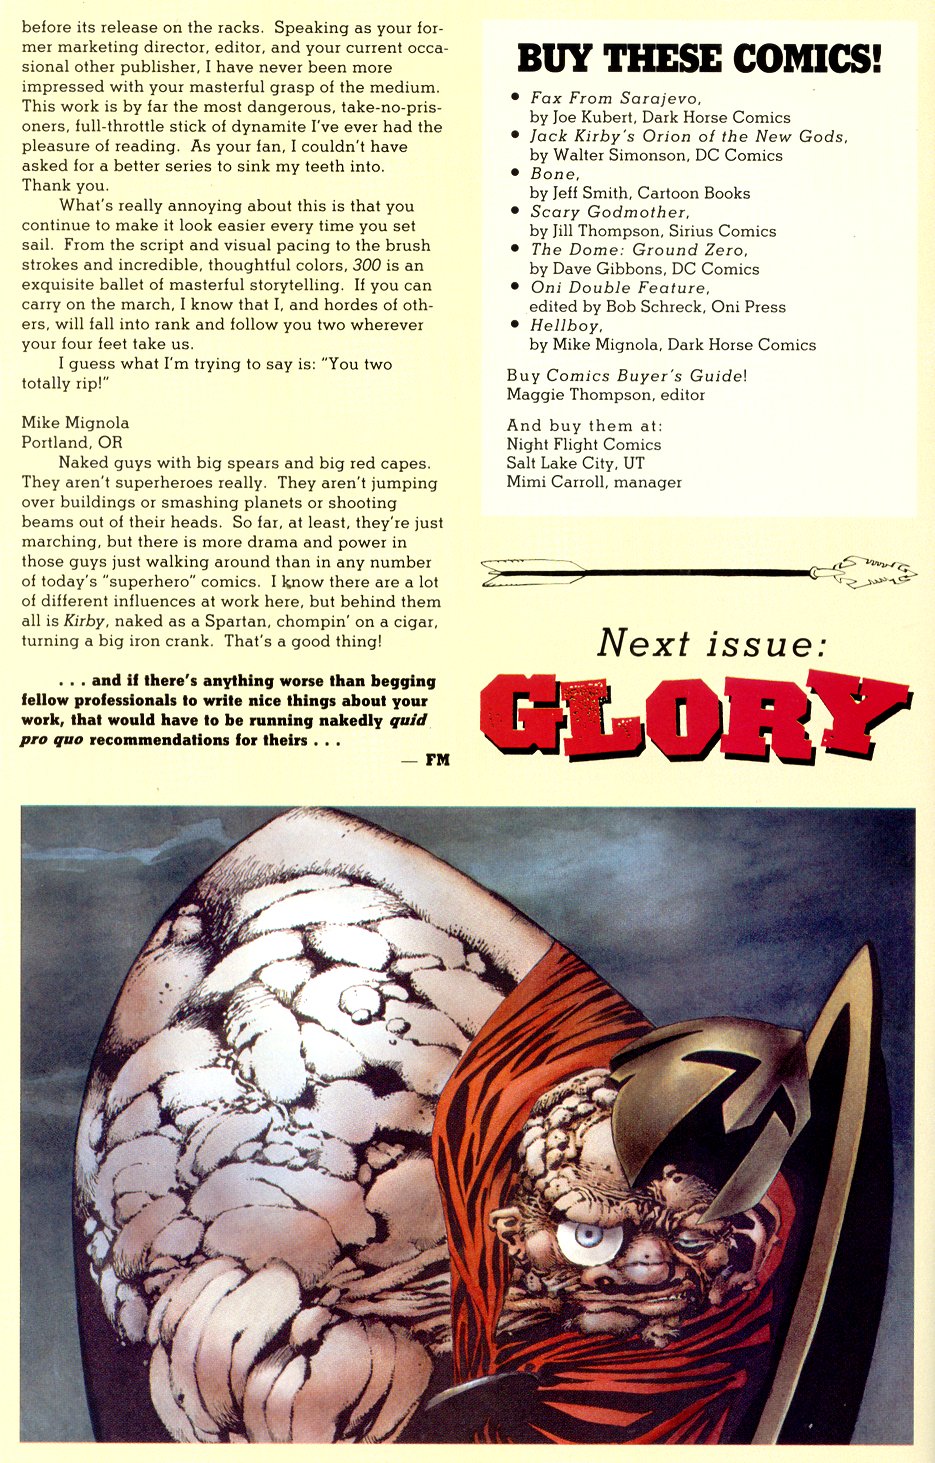 before its release on the racks. Speaking as your for-
mer marketing director, editor, and your current occa-
sional other publisher, I have never been more
impressed with your masterful grasp of the medium.
This work is by far the most dangerous, take-no-pris-
oners, full-throttle stick of dynamite I've ever had the
pleasure of reading. As your fan, I couldn't have
asked for a better series to sink my teeth into.
Thank you.
What's really annoying about this is that you
continue to make it look easier every time you set
sail. From the script and visual pacing to the brush
strokes and incredible, thoughtful colors, 300 is an
exquisite ballet of masterful storytelling. If you can
carry on the march, I know that I, and hordes of oth-
ers, will fall into rank and follow you two wherever
your four feet take us.
I guess what I'm trying to say is: "You two
totally rip!"
Mike Mignola
Portland, OR
Naked guys with big spears and big red capes.
They aren't superheroes really. They aren't jumping
over buildings or smashing planets or shooting
beams out of their heads. So far, at least, they're just
marching, but there is more drama and power in
those guys just walking around than in any number
of today's "superhero" comics. I know there are a lot
of different influences at work here, but behind them
all is Kirby, naked as a Spartan, chompin' on a cigar,
turning a big iron crank. That's a good thing!
. . . and if there's anything worse than begging
fellow professionals to write nice things about your
work, that would have to be running nakedly quid
pro quo recommendations for theirs . . .
— FM
BUY THESE COMICS!
• Fax From Sarajevo,
by Joe Kubert, Dark Horse Comics
• Jack Kirby's Orion of the New Gods,
by Walter Simonson, DC Comics
• Bone,
by Jeff Smith, Cartoon Books
• Scary Godmother,
by Jill Thompson, Sirius Comics
• The Dome: Ground Zero,
by Dave Gibbons, DC Comics
• Oni Double Feature,
edited by Bob Schreck, Oni Press
• Hellboy,
by Mike Mignola, Dark Horse Comics
Buy Comics Buyer's Guide!
Maggie Thompson, editor
And buy them at:
Night Flight Comics
Salt Lake City, UT
Mimi Carroll, manager
Next issue:
GLORY